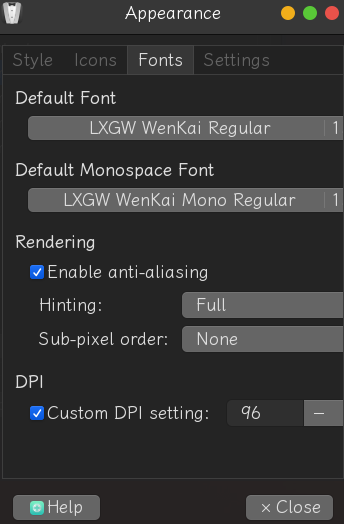 Appearance
Style Icons Fonts Settings
Default Font
LXGW WenKai Regular 1
Default Monospace Font
LXGW WenKai Mono Regular 1
Rendering
Enable anti-aliasing
Hinting: Full
Sub-pixel order: None
DPI
Custom DPI setting: 96 −
Help × Close